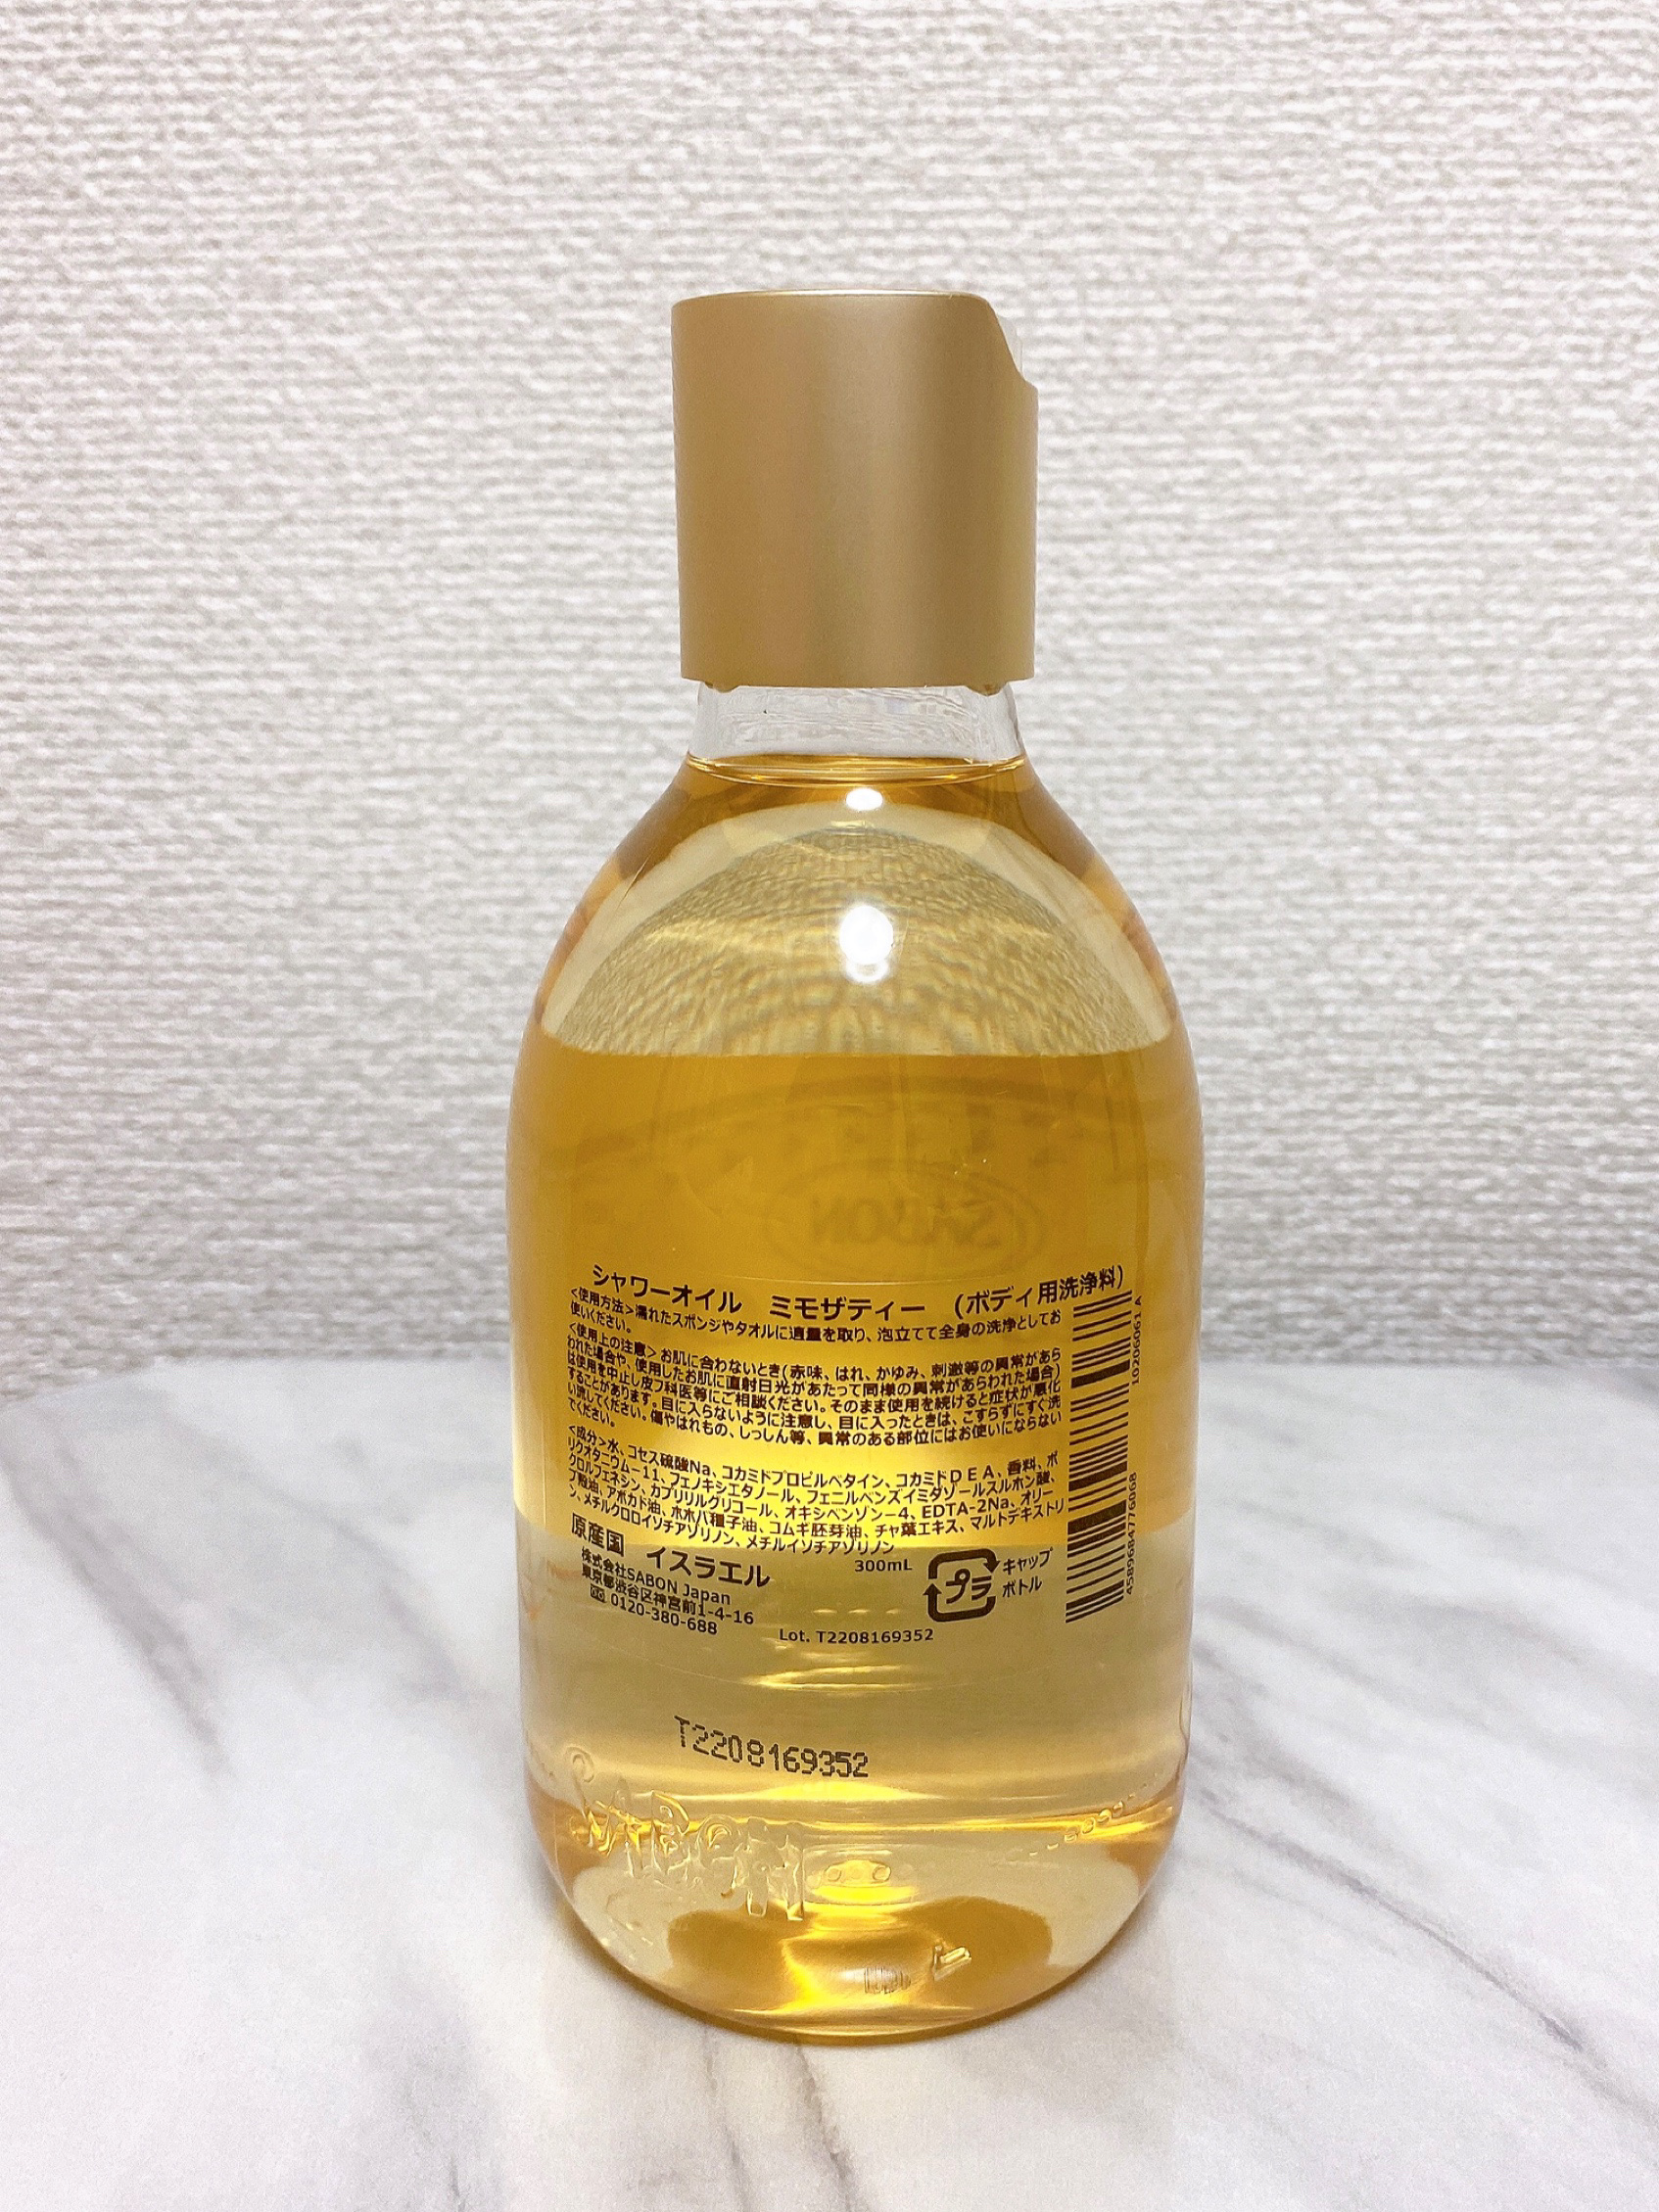 SABON
シャワーオイル　ミモザティー　(ボディ用洗浄料)
<使用方法>濡れたスポンジやタオルに適量を取り、泡立てて全身の洗浄としてお
使いください。
<使用上の注意>お肌に合わないとき(赤味、はれ、かゆみ、刺激等の異常があら
われた場合や、使用したお肌に直射日光があたって同様の異常があらわれた場合)
は使用を中止し皮フ科医等にご相談ください。そのまま使用を続けると症状が悪化
することがあります。目に入らないように注意し、目に入ったときは、こすらずにすぐ洗
い流してください。傷やはれもの、しっしん等、異常のある部位にはお使いにならない
でください。
<成分>水、コセス硫酸Na、コカミドプロピルベタイン、コカミドＤＥＡ、香料、ポ
リクオタニウム－11、フェノキシエタノール、フェニルベンズイミダゾールスルホン酸、
クロルフェネシン、カプリリルグリコール、オキシベンゾン－4、EDTA-2Na、オリー
ブ殻油、アボカド油、ホホバ種子油、コムギ胚芽油、チャ葉エキス、マルトデキストリ
ン、メチルクロロイソチアゾリノン、メチルイソチアゾリノン
原産国　イスラエル
300mL
プラ
キャップ
ボトル
株式会社SABON Japan
東京都渋谷区神宮前1-4-16
0120-380-688
Lot. T2208169352
10206061 A
4589684776068
T2208169352